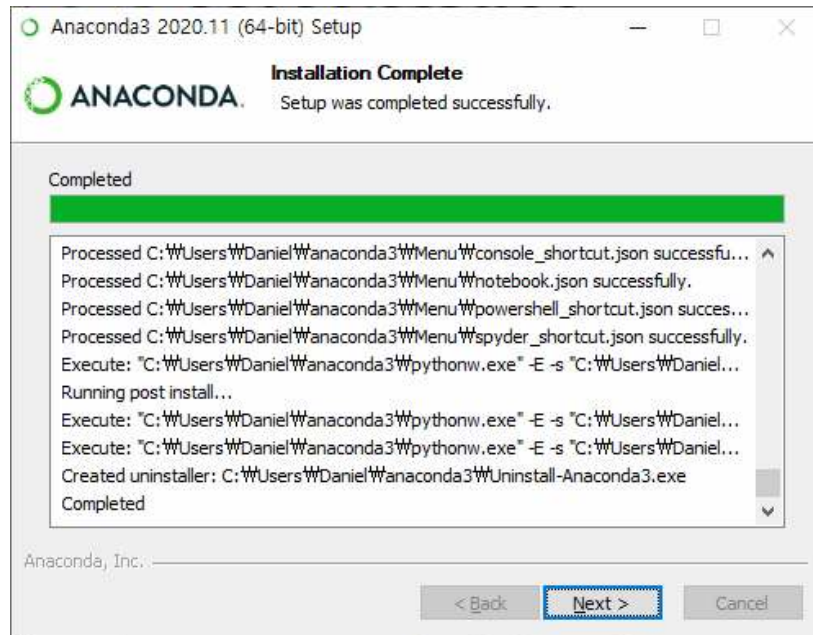 Anaconda3 2020.11 (64-bit) Setup
ANACONDA.
Installation Complete
Setup was completed successfully.
Completed
Processed C:₩Users₩Daniel₩anaconda3₩Menu₩console_shortcut.json successfu...
Processed C:₩Users₩Daniel₩anaconda3₩Menu₩notebook.json successfully.
Processed C:₩Users₩Daniel₩anaconda3₩Menu₩powershell_shortcut.json succes...
Processed C:₩Users₩Daniel₩anaconda3₩Menu₩spyder_shortcut.json successfully.
Execute: "C:₩Users₩Daniel₩anaconda3₩pythonw.exe" -E -s "C:₩Users₩Daniel...
Running post install...
Execute: "C:₩Users₩Daniel₩anaconda3₩pythonw.exe" -E -s "C:₩Users₩Daniel...
Execute: "C:₩Users₩Daniel₩anaconda3₩pythonw.exe" -E -s "C:₩Users₩Daniel...
Created uninstaller: C:₩Users₩Daniel₩anaconda3₩Uninstall-Anaconda3.exe
Completed
Anaconda, Inc.
< Back Next > Cancel